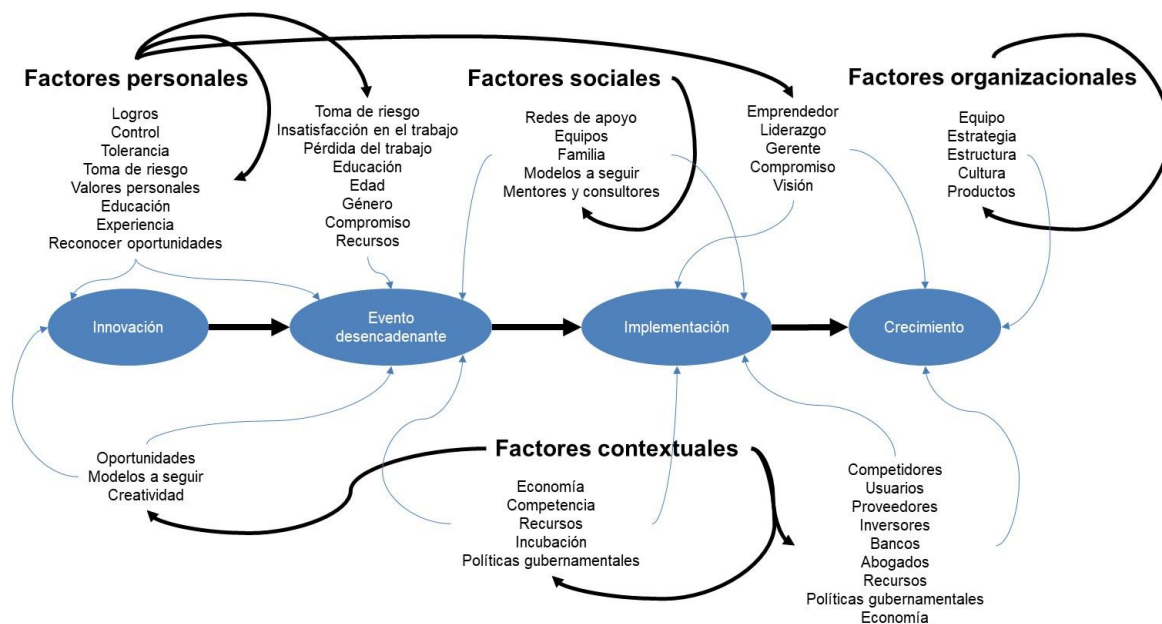 Factores personales
Logros
Control
Tolerancia
Toma de riesgo
Valores personales
Educación
Experiencia
Reconocer oportunidades
Toma de riesgo
Insatisfacción en el trabajo
Pérdida del trabajo
Educación
Edad
Género
Compromiso
Recursos
Factores sociales
Redes de apoyo
Equipos
Familia
Modelos a seguir
Mentores y consultores
Emprendedor
Liderazgo
Gerente
Compromiso
Visión
Factores organizacionales
Equipo
Estrategia
Estructura
Cultura
Productos
Innovación
Evento
desencadenante
Implementación
Crecimiento
Oportunidades
Modelos a seguir
Creatividad
Factores contextuales
Economía
Competencia
Recursos
Incubación
Políticas gubernamentales
Competidores
Usuarios
Proveedores
Inversores
Bancos
Abogados
Recursos
Políticas gubernamentales
Economía